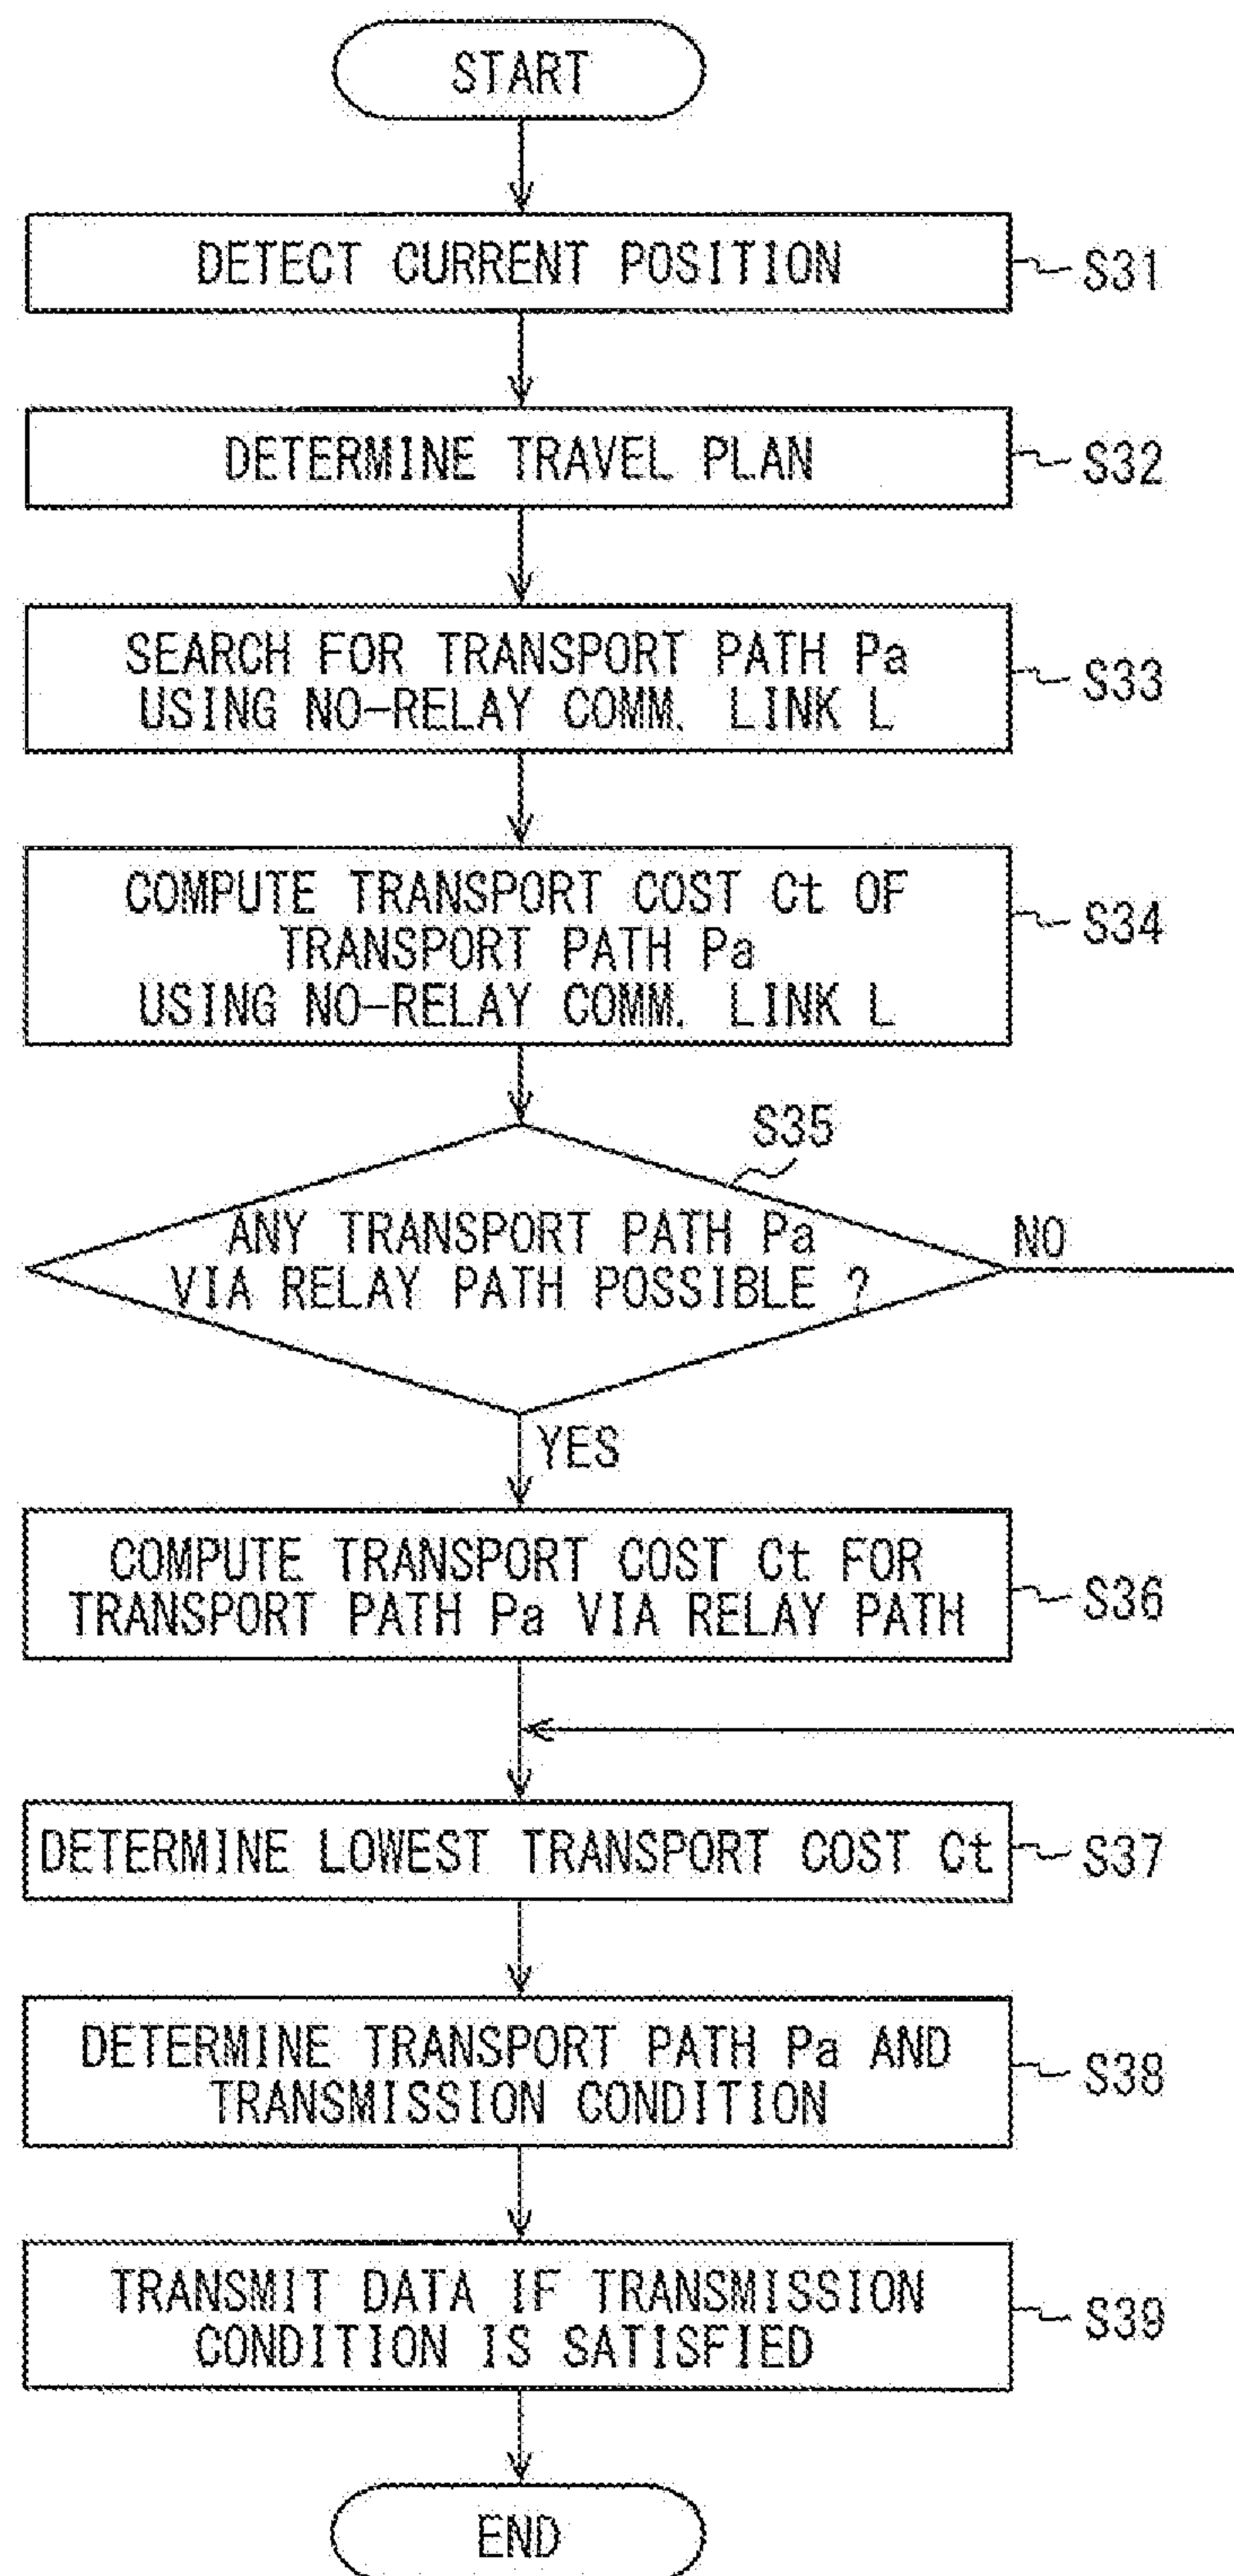 START
DETECT CURRENT POSITION
S31
DETERMINE TRAVEL PLAN
S32
SEARCH FOR TRANSPORT PATH Pa
USING NO-RELAY COMM. LINK L
S33
COMPUTE TRANSPORT COST Ct OF
TRANSPORT PATH Pa
USING NO-RELAY COMM. LINK L
S34
S35
ANY TRANSPORT PATH Pa
VIA RELAY PATH POSSIBLE ?
NO
YES
COMPUTE TRANSPORT COST Ct FOR
TRANSPORT PATH Pa VIA RELAY PATH
S36
DETERMINE LOWEST TRANSPORT COST Ct
S37
DETERMINE TRANSPORT PATH Pa AND
TRANSMISSION CONDITION
S38
TRANSMIT DATA IF TRANSMISSION
CONDITION IS SATISFIED
S39
END